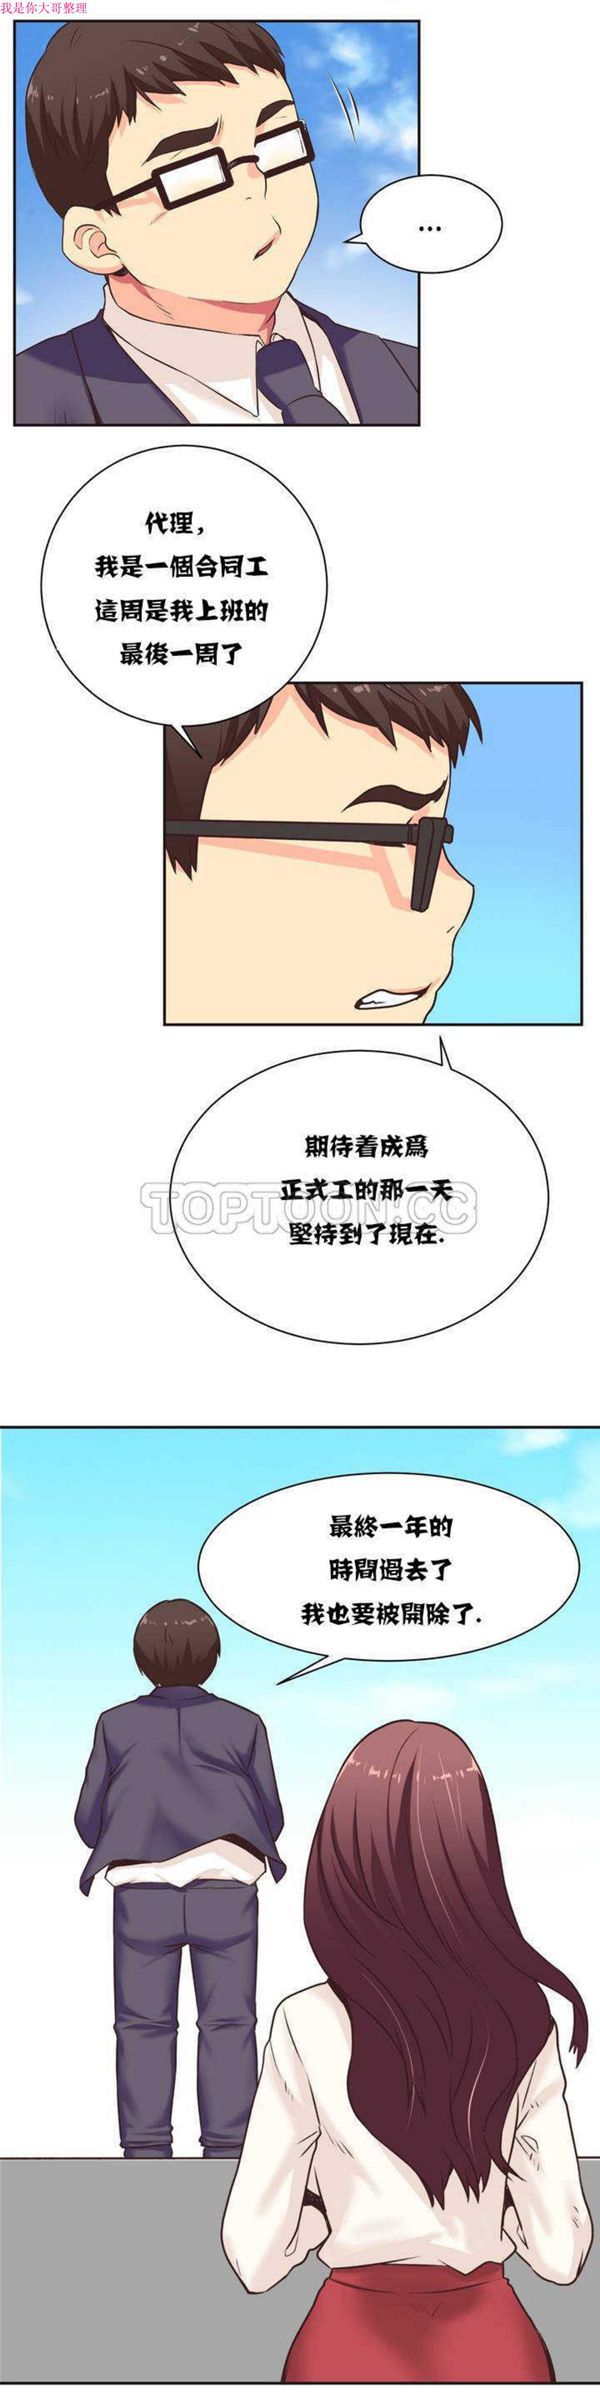 我是你大哥整理
...
代理，
我是一個合同工
這周是我上班的
最後一周了
期待着成爲
正式工的那一天
TOPTOON.CC
堅持到了現在.
最終一年的
時間過去了
我也要被開除了.